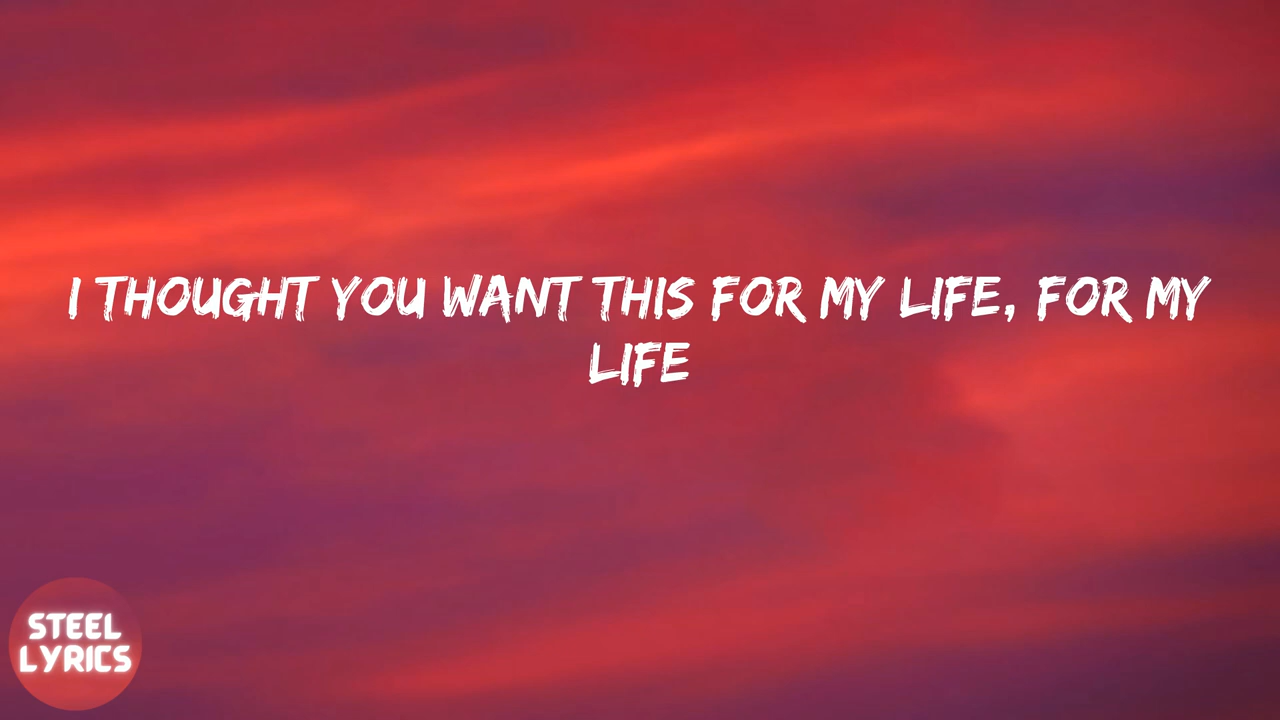 I THOUGHT YOU WANT THIS FOR MY LIFE, FOR MY
LIFE
STEEL
LYRICS